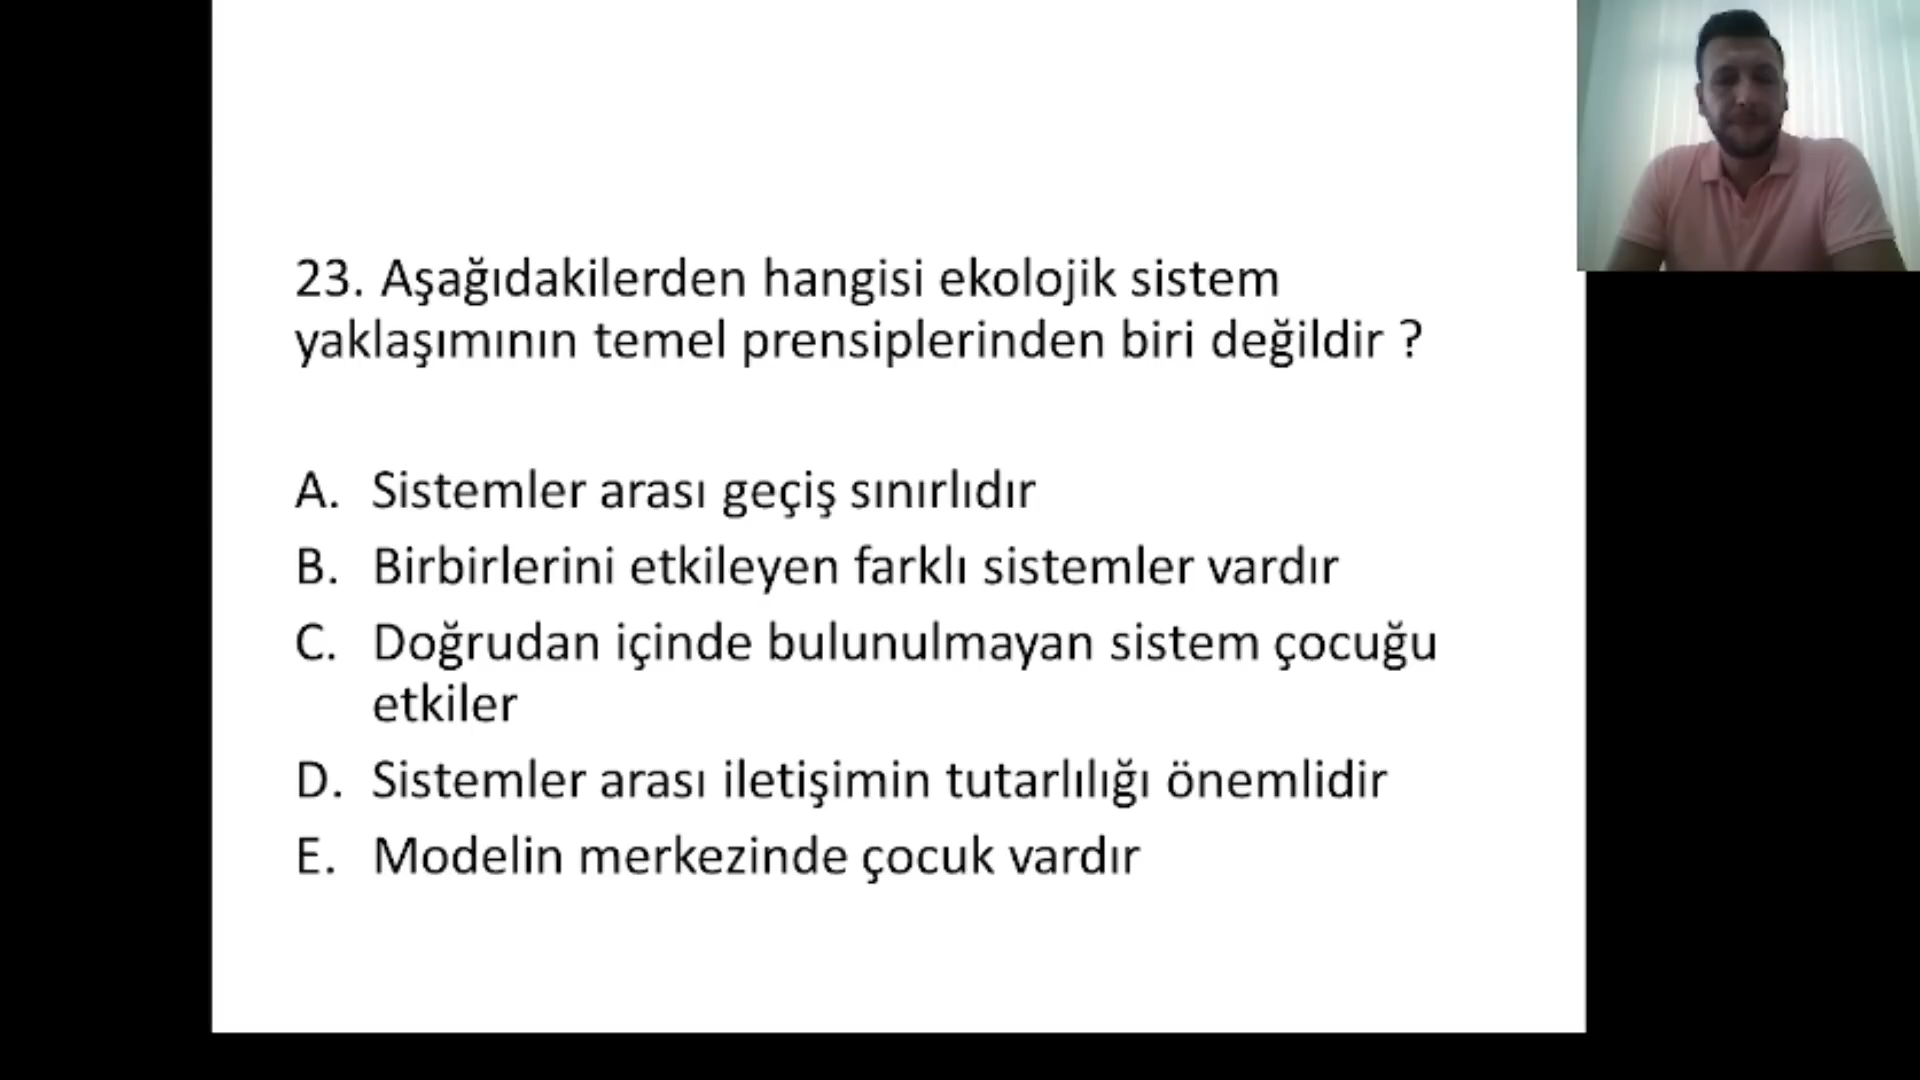 23. Aşağıdakilerden hangisi ekolojik sistem
yaklaşımının temel prensiplerinden biri değildir ?
A. Sistemler arası geçiş sınırlıdır
B. Birbirlerini etkileyen farklı sistemler vardır
C. Doğrudan içinde bulunulmayan sistem çocuğu
etkiler
D. Sistemler arası iletişimin tutarlılığı önemlidir
E. Modelin merkezinde çocuk vardır